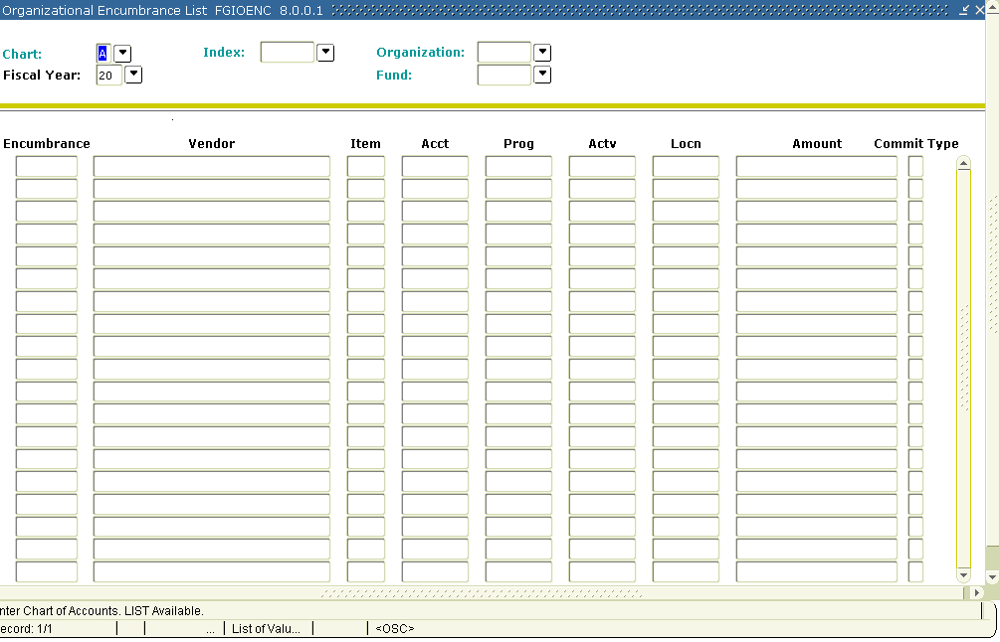 Organizational Encumbrance List FGIOENC 8.0.0.1
Chart: A Index: Organization:
Fiscal Year: 20 Fund:
Encumbrance Vendor Item Acct Prog Actv Locn Amount Commit Type
nter Chart of Accounts. LIST Available.
ecord: 1/1 ... List of Valu... <OSC>